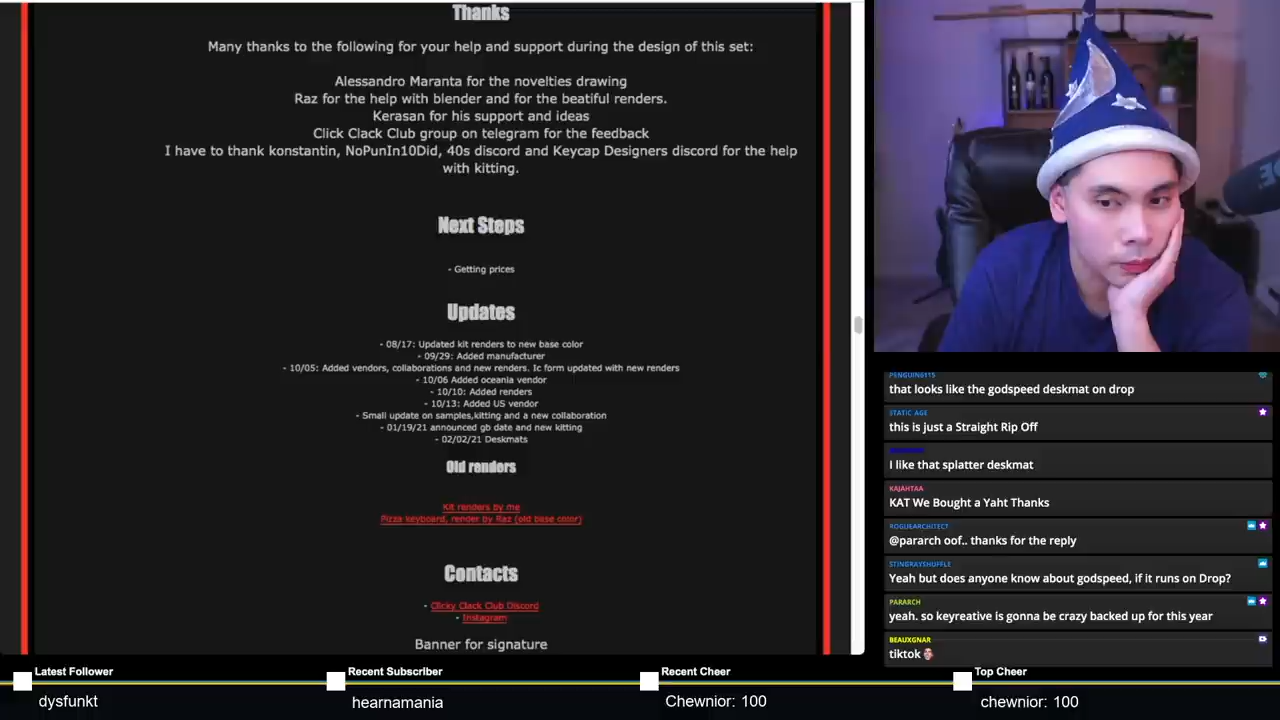 Thanks
Many thanks to the following for your help and support during the design of this set:
Alessandro Maranta for the novelties drawing
Raz for the help with blender and for the beatiful renders.
Kerasan for his support and ideas
Click Clack Club group on telegram for the feedback
I have to thank konstantin, NoPunIn10Did, 40s discord and Keycap Designers discord for the help
with kitting.
Next Steps
- Getting prices
Updates
- 08/17: Updated kit renders to new base color
- 09/29: Added manufacturer
- 10/05: Added vendors, collaborations and new renders. Ic form updated with new renders
- 10/06 Added oceania vendor
- 10/10: Added renders
- 10/13: Added US vendor
- Small update on samples,kitting and a new collaboration
- 01/19/21 announced gb date and new kitting
- 02/02/21 Deskmats
Old renders
Kit renders by me
Pizza keyboard, render by Raz (old base color)
Contacts
- Clicky Clack Club Discord
- Instagram
Banner for signature
PENGUIN6115
that looks like the godspeed deskmat on drop
STATIC AGE
this is just a Straight Rip Off
I like that splatter deskmat
KAJAHTAA
KAT We Bought a Yaht Thanks
ROGUEARCHITECT
@pararch oof.. thanks for the reply
STINGRAYSHUFFLE
Yeah but does anyone know about godspeed, if it runs on Drop?
PARARCH
yeah. so keyreative is gonna be crazy backed up for this year
BEAUXGNAR
tiktok
Latest Follower
dysfunkt
Recent Subscriber
hearnamania
Recent Cheer
Chewnior: 100
Top Cheer
chewnior: 100